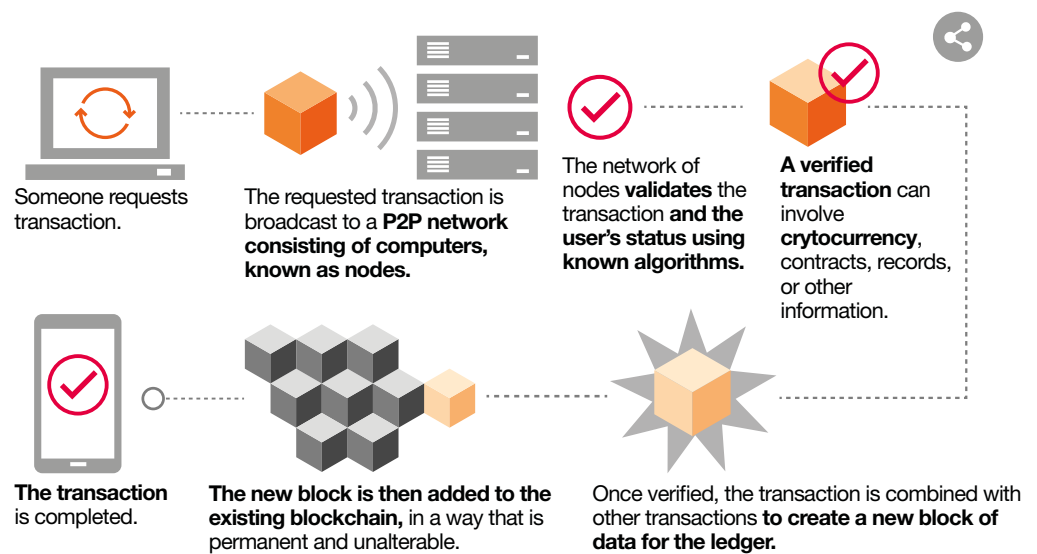 Someone requests
transaction.
The requested transaction is
broadcast to a P2P network
consisting of computers,
known as nodes.
The network of
nodes validates the
transaction and the
user's status using
known algorithms.
A verified
transaction can
involve
crytocurrency,
contracts, records,
or other
information.
Once verified, the transaction is combined with
other transactions to create a new block of
data for the ledger.
The new block is then added to the
existing blockchain, in a way that is
permanent and unalterable.
The transaction
is completed.